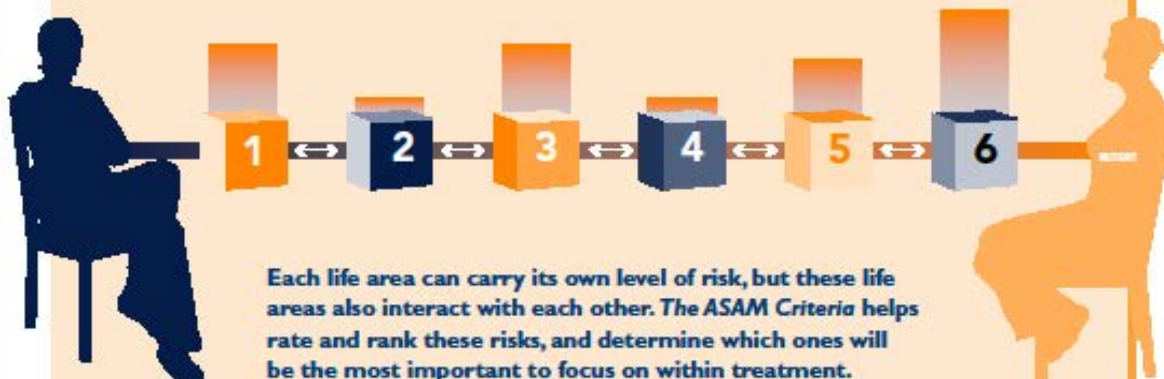 1 2 3 4 5 6
Each life area can carry its own level of risk, but these life
areas also interact with each other. The ASAM Criteria helps
rate and rank these risks, and determine which ones will
be the most important to focus on within treatment.